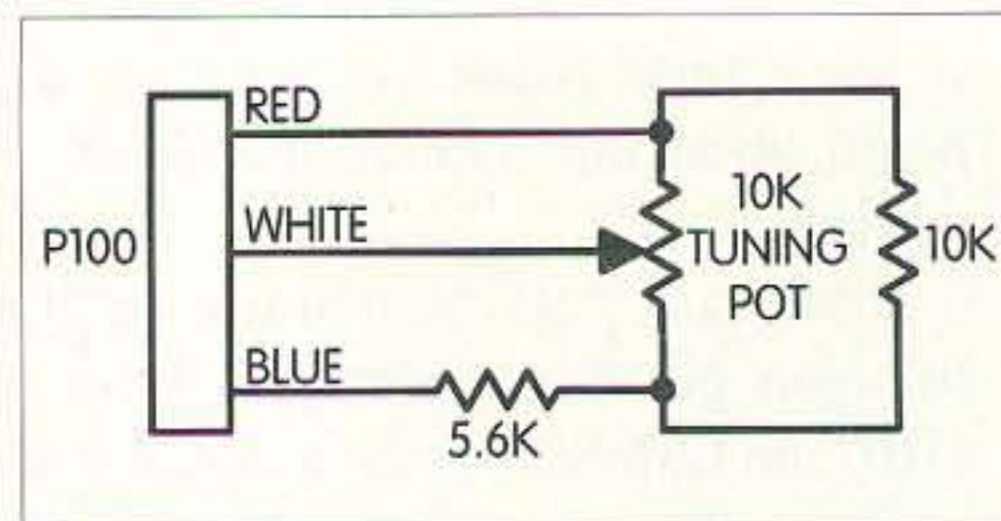 RED
P100
WHITE
BLUE
5.6K
10K
TUNING
POT
10K